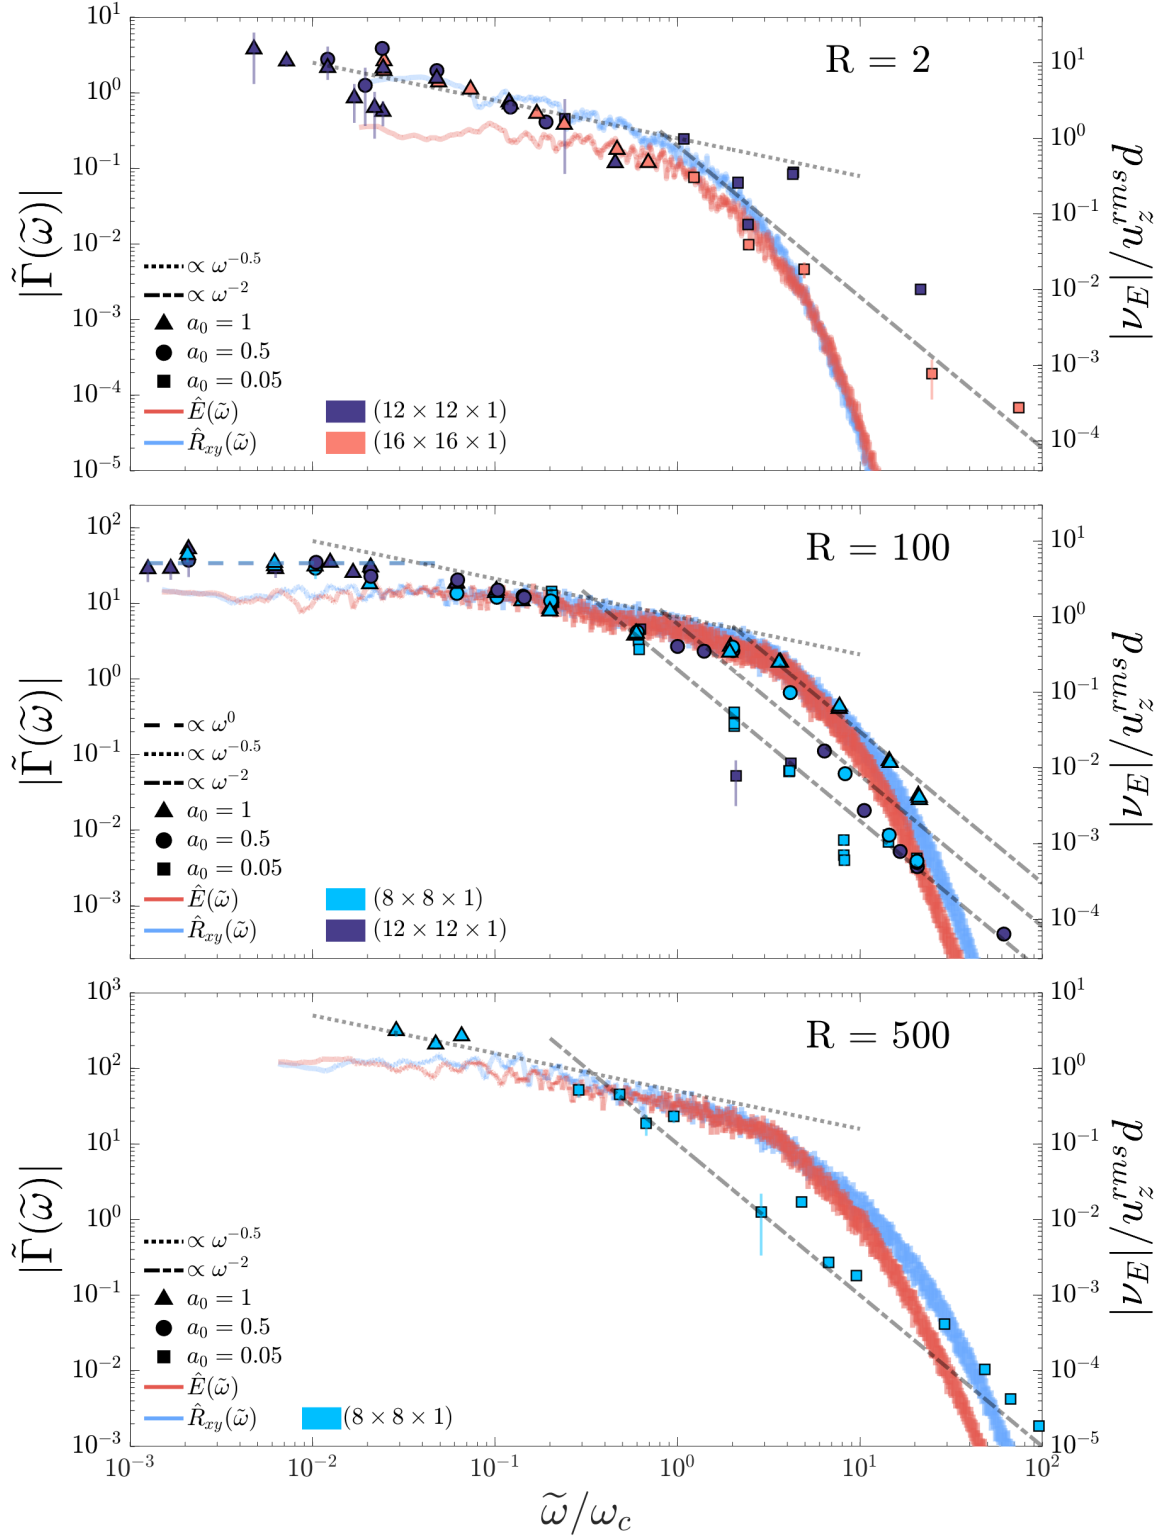 R = 2
10^1
10^0
10^-1
10^-2
10^-3
10^-4
10^-5
|Γ̃(ω̃)|
∝ ω^-0.5
∝ ω^-2
a_0 = 1
a_0 = 0.5
a_0 = 0.05
Ê(ω̃)
R̂_xy(ω̃)
(12 × 12 × 1)
(16 × 16 × 1)
10^1
10^0
10^-1
10^-2
10^-3
10^-4
|ν_E|/u_z^rms d
R = 100
10^2
10^1
10^0
10^-1
10^-2
10^-3
|Γ̃(ω̃)|
∝ ω^0
∝ ω^-0.5
∝ ω^-2
a_0 = 1
a_0 = 0.5
a_0 = 0.05
Ê(ω̃)
R̂_xy(ω̃)
(8 × 8 × 1)
(12 × 12 × 1)
10^1
10^0
10^-1
10^-2
10^-3
10^-4
|ν_E|/u_z^rms d
R = 500
10^3
10^2
10^1
10^0
10^-1
10^-2
10^-3
|Γ̃(ω̃)|
∝ ω^-0.5
∝ ω^-2
a_0 = 1
a_0 = 0.5
a_0 = 0.05
Ê(ω̃)
R̂_xy(ω̃)
(8 × 8 × 1)
10^1
10^0
10^-1
10^-2
10^-3
10^-4
10^-5
|ν_E|/u_z^rms d
10^-3 10^-2 10^-1 10^0 10^1 10^2
ω̃/ω_c